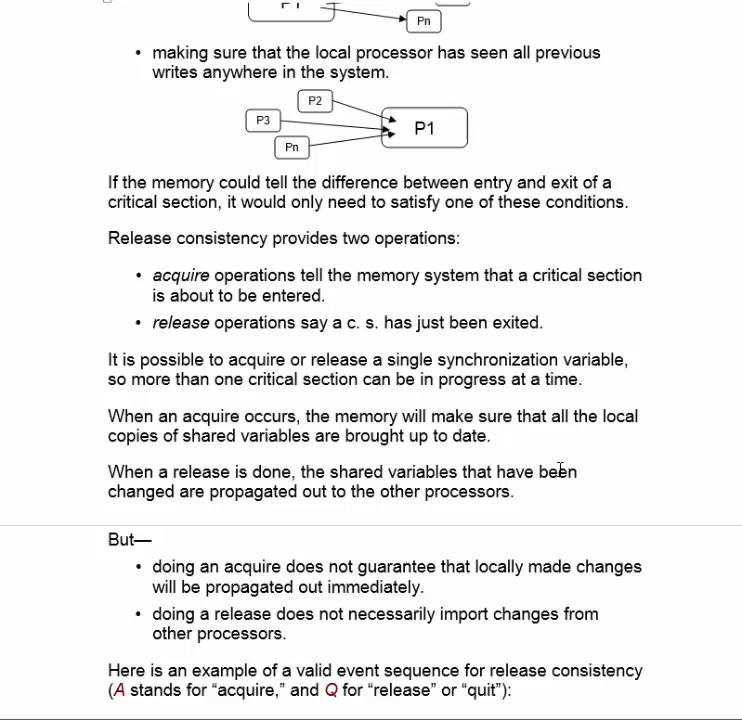 Pn
• making sure that the local processor has seen all previous
writes anywhere in the system.
P2
P3
P1
Pn
If the memory could tell the difference between entry and exit of a
critical section, it would only need to satisfy one of these conditions.
Release consistency provides two operations:
• acquire operations tell the memory system that a critical section
is about to be entered.
• release operations say a c. s. has just been exited.
It is possible to acquire or release a single synchronization variable,
so more than one critical section can be in progress at a time.
When an acquire occurs, the memory will make sure that all the local
copies of shared variables are brought up to date.
When a release is done, the shared variables that have been
changed are propagated out to the other processors.
But—
• doing an acquire does not guarantee that locally made changes
will be propagated out immediately.
• doing a release does not necessarily import changes from
other processors.
Here is an example of a valid event sequence for release consistency
(A stands for “acquire,” and Q for “release” or “quit”):